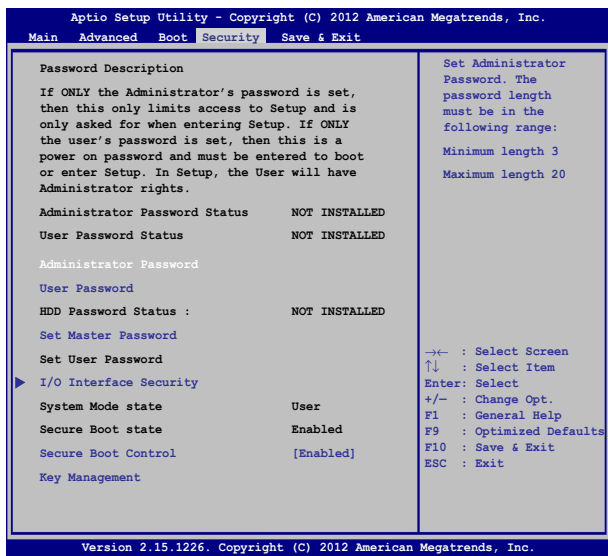 Aptio Setup Utility - Copyright (C) 2012 American Megatrends, Inc.
Main Advanced Boot Security Save & Exit
Password Description
If ONLY the Administrator's password is set,
then this only limits access to Setup and is
only asked for when entering Setup. If ONLY
the user's password is set, then this is a
power on password and must be entered to boot
or enter Setup. In Setup, the User will have
Administrator rights.
Administrator Password Status NOT INSTALLED
User Password Status NOT INSTALLED
Administrator Password
User Password
HDD Password Status : NOT INSTALLED
Set Master Password
Set User Password
I/O Interface Security
System Mode state User
Secure Boot state Enabled
Secure Boot Control [Enabled]
Key Management
Set Administrator
Password. The
password length
must be in the
following range:
Minimum length 3
Maximum length 20
→← : Select Screen
↑↓ : Select Item
Enter: Select
+/— : Change Opt.
F1 : General Help
F9 : Optimized Defaults
F10 : Save & Exit
ESC : Exit
Version 2.15.1226. Copyright (C) 2012 American Megatrends, Inc.